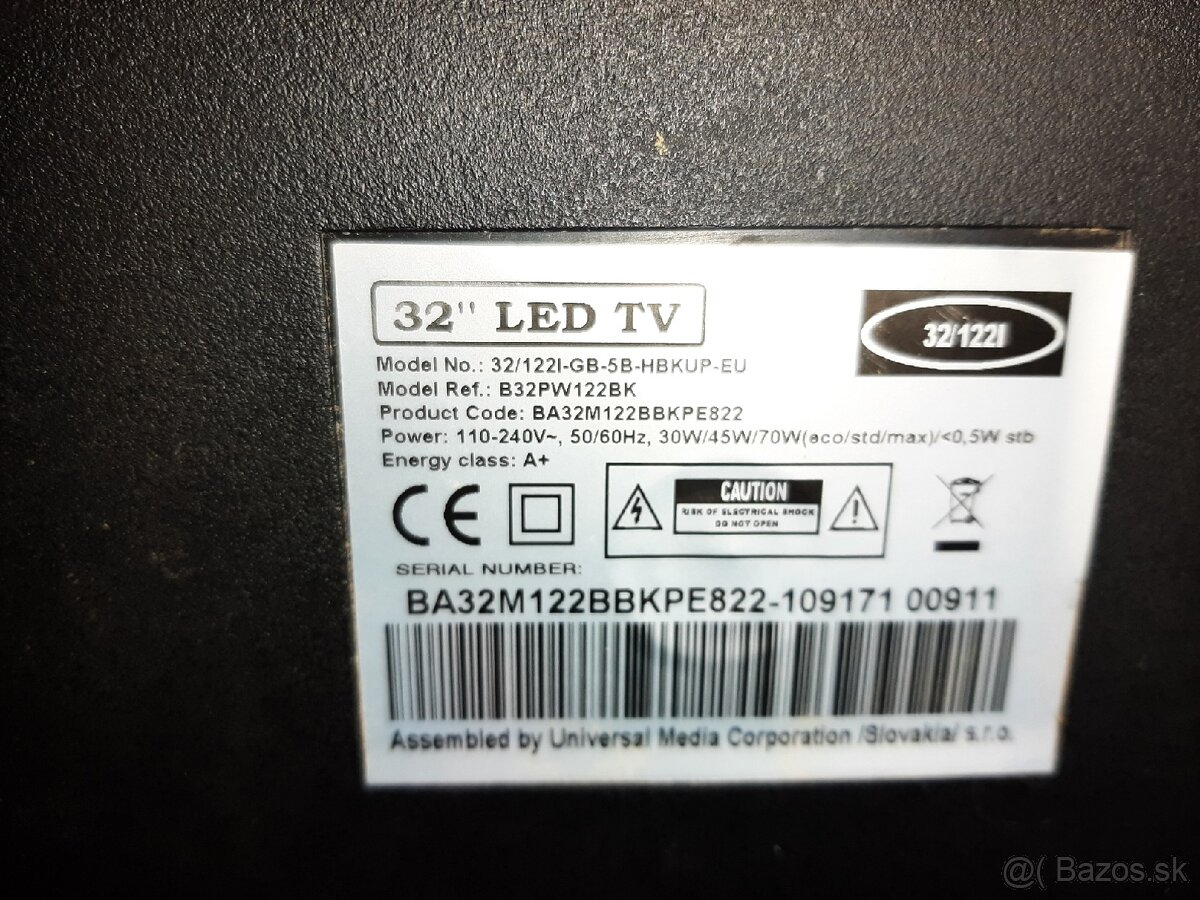 32" LED TV
32/122I
Model No.: 32/122I-GB-5B-HBKUP-EU
Model Ref.: B32PW122BK
Product Code: BA32M122BBKPE822
Power: 110-240V~, 50/60Hz, 30W/45W/70W(eco/std/max)/<0,5W stb
Energy class: A+
CE
CAUTION
RISK OF ELECTRICAL SHOCK
DO NOT OPEN
SERIAL NUMBER:
BA32M122BBKPE822-109171 00911
Assembled by Universal Media Corporation /Slovakia/ s.r.o.
@( Bazos.sk